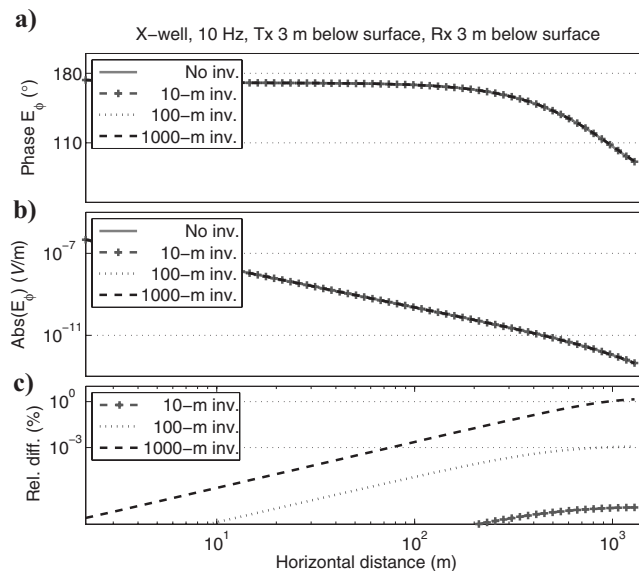 a)
X−well, 10 Hz, Tx 3 m below surface, Rx 3 m below surface
Phase E_ϕ (°)
180
110
No inv.
10−m inv.
100−m inv.
1000−m inv.
b)
Abs(E_ϕ) (V/m)
10^−7
10^−11
No inv.
10−m inv.
100−m inv.
1000−m inv.
c)
Rel. diff. (%)
10^0
10^−3
10−m inv.
100−m inv.
1000−m inv.
10^1
10^2
10^3
Horizontal distance (m)